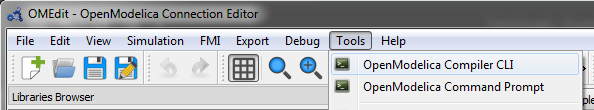 OMEdit - OpenModelica Connection Editor
File Edit View Simulation FMI Export Debug Tools Help
OpenModelica Compiler CLI
OpenModelica Command Prompt
Libraries Browser